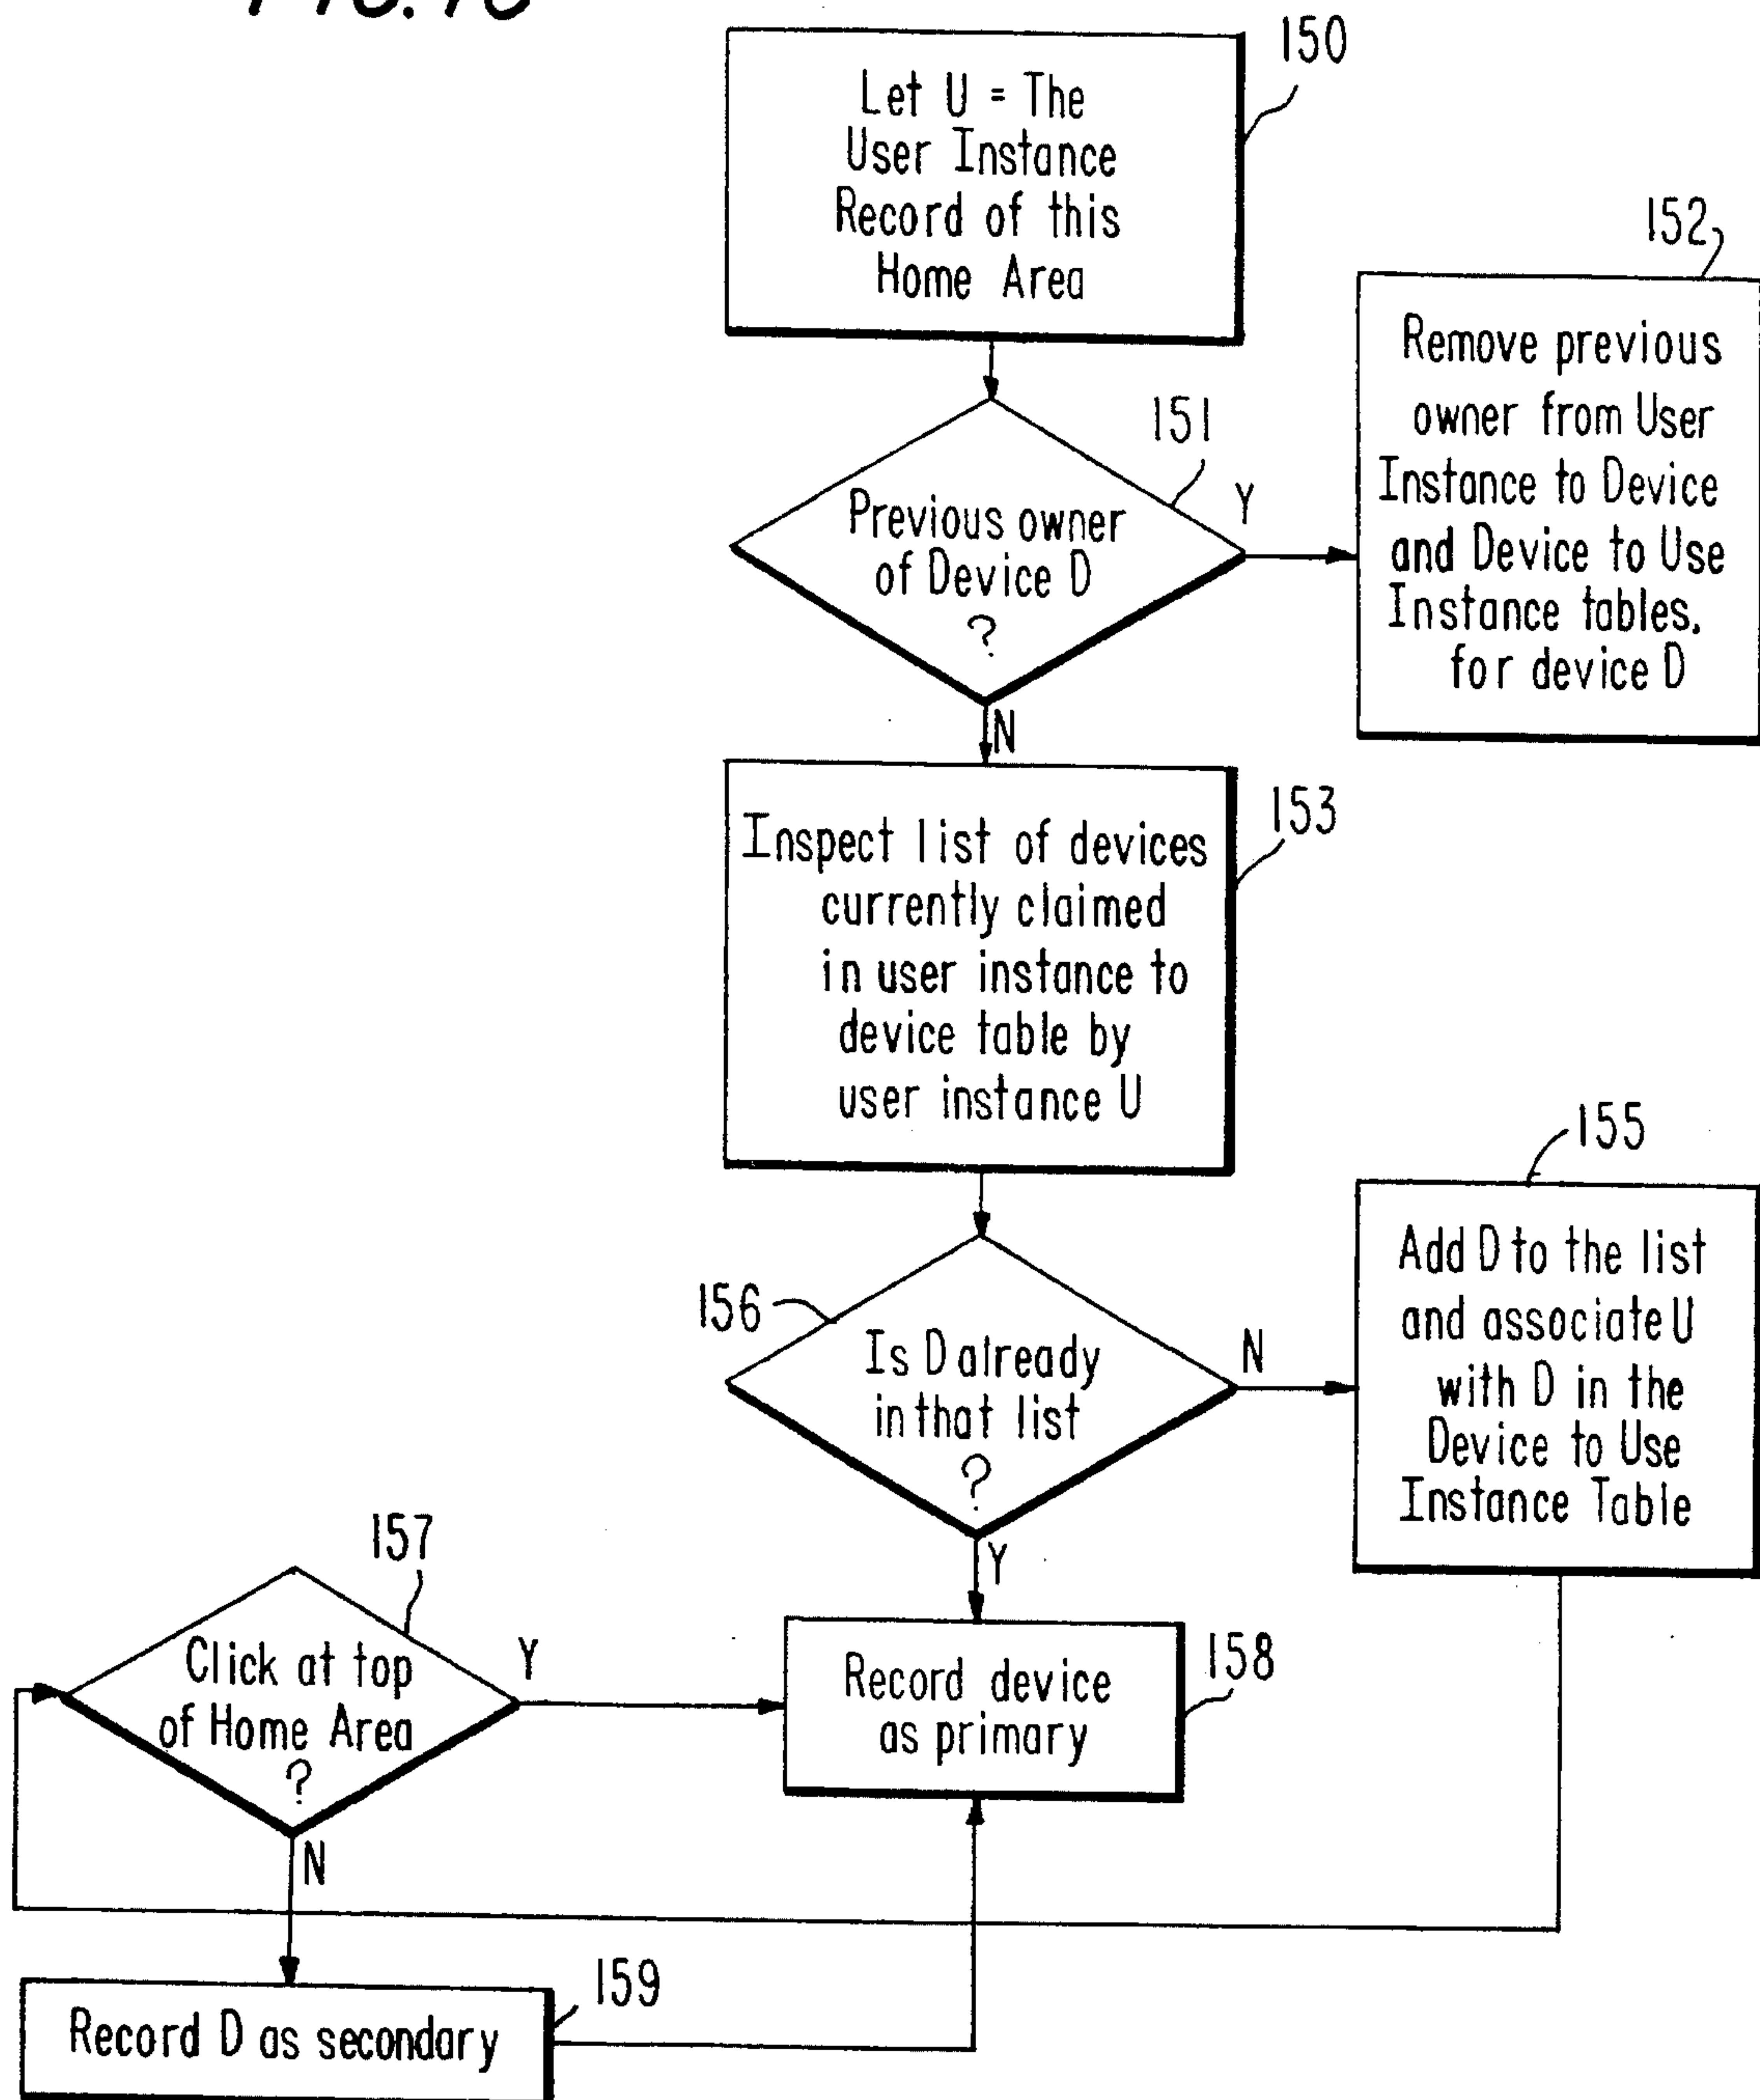 150
Let U = The
User Instance
Record of this
Home Area
151
Previous owner
of Device D
?
Y
N
152
Remove previous
owner from User
Instance to Device
and Device to Use
Instance tables.
for device D
153
Inspect list of devices
currently claimed
in user instance to
device table by
user instance U
156
Is D already
in that list
?
N
Y
155
Add D to the list
and associate U
with D in the
Device to Use
Instance Table
157
Click at top
of Home Area
?
Y
N
158
Record device
as primary
159
Record D as secondary